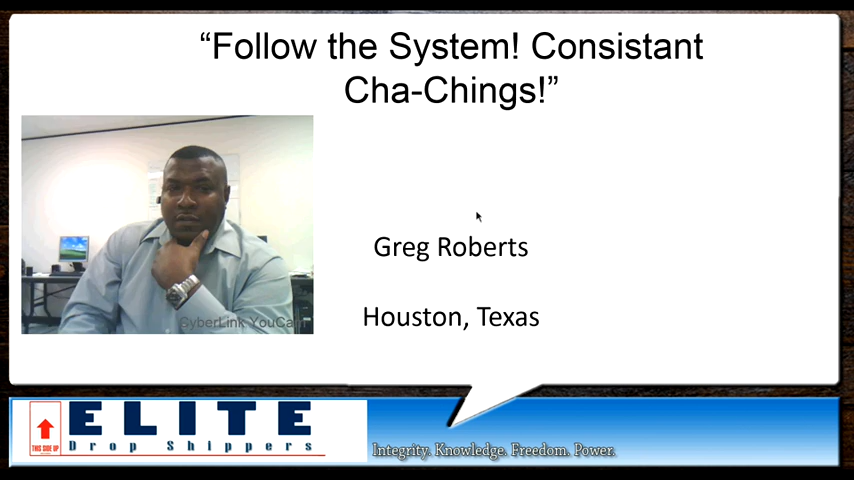 “Follow the System! Consistant
Cha-Chings!”
Greg Roberts
Houston, Texas
CyberLink YouCam
THIS SIDE UP
ELITE
Drop Shippers
Integrity. Knowledge. Freedom. Power.